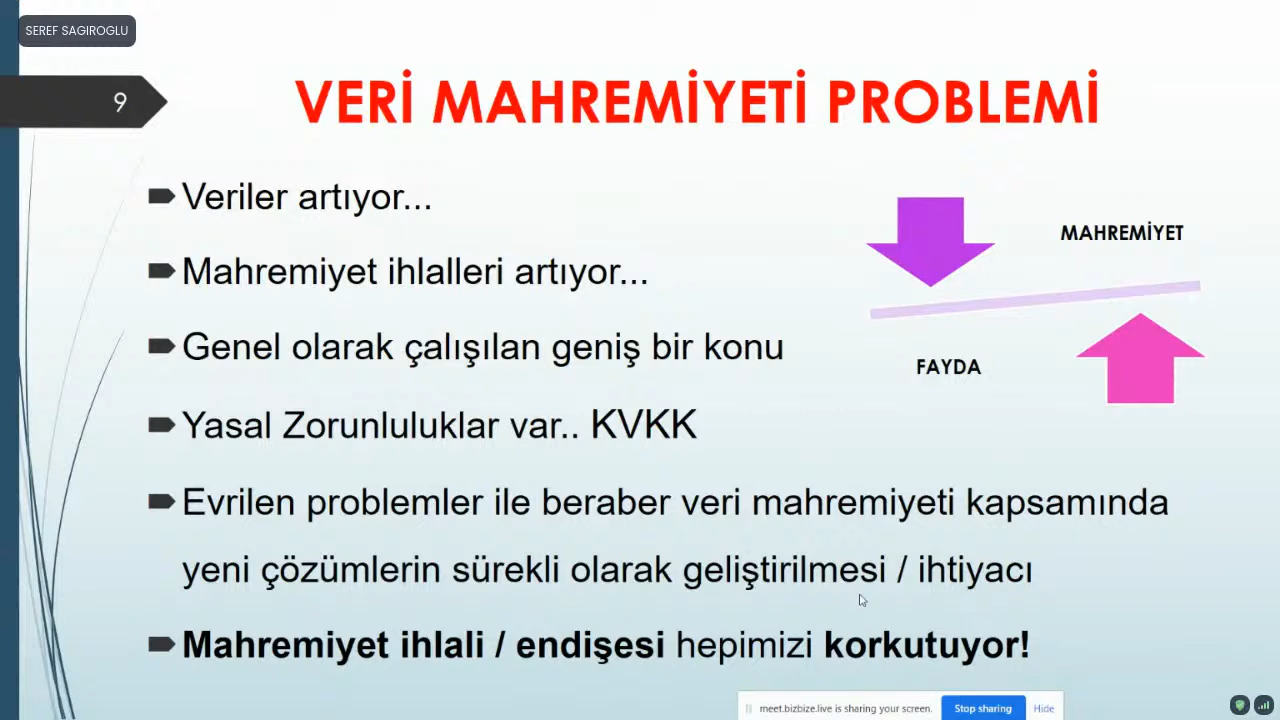 SEREF SAGIROGLU
9
VERİ MAHREMİYETİ PROBLEMİ
Veriler artıyor...
Mahremiyet ihlalleri artıyor...
Genel olarak çalışılan geniş bir konu
Yasal Zorunluluklar var.. KVKK
Evrilen problemler ile beraber veri mahremiyeti kapsamında
yeni çözümlerin sürekli olarak geliştirilmesi / ihtiyacı
Mahremiyet ihlali / endişesi hepimizi korkutuyor!
MAHREMİYET
FAYDA
meet.bizbize.live is sharing your screen. Stop sharing Hide